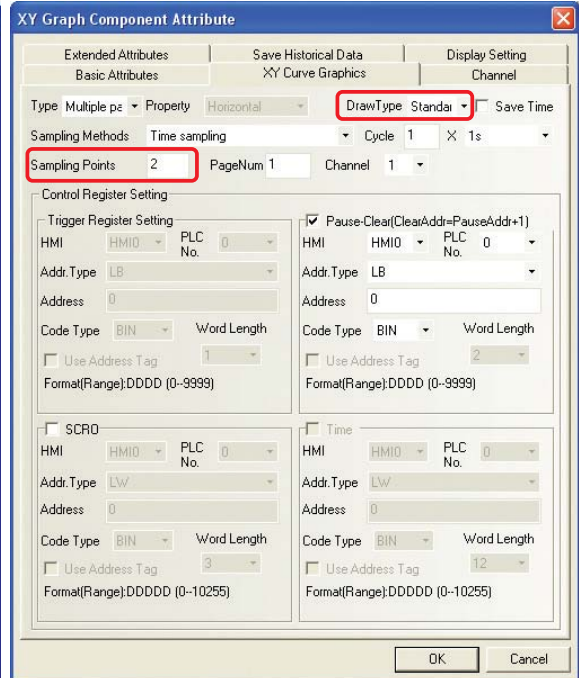 XY Graph Component Attribute
Extended Attributes Save Historical Data Display Setting
Basic Attributes XY Curve Graphics Channel
Type Multiple pa Property Horizontal DrawType Standar Save Time
Sampling Methods Time sampling Cycle 1 X 1s
Sampling Points 2 PageNum 1 Channel 1
Control Register Setting
Trigger Register Setting
HMI HMI0 PLC No. 0
Addr.Type LB
Address 0
Code Type BIN Word Length
Use Address Tag 1
Format(Range):DDDD (0--9999)
Pause-Clear(ClearAddr=PauseAddr+1)
HMI HMI0 PLC No. 0
Addr.Type LB
Address 0
Code Type BIN Word Length
Use Address Tag 2
Format(Range):DDDD (0--9999)
SCRO
HMI HMI0 PLC No. 0
Addr.Type LW
Address 0
Code Type BIN Word Length
Use Address Tag 3
Format(Range):DDDDD (0--10255)
Time
HMI HMI0 PLC No. 0
Addr.Type LW
Address 0
Code Type BIN Word Length
Use Address Tag 12
Format(Range):DDDDD (0--10255)
OK Cancel